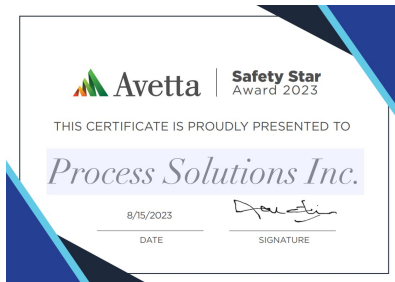 Avetta
Safety Star
Award 2023
THIS CERTIFICATE IS PROUDLY PRESENTED TO
Process Solutions Inc.
8/15/2023
DATE
SIGNATURE